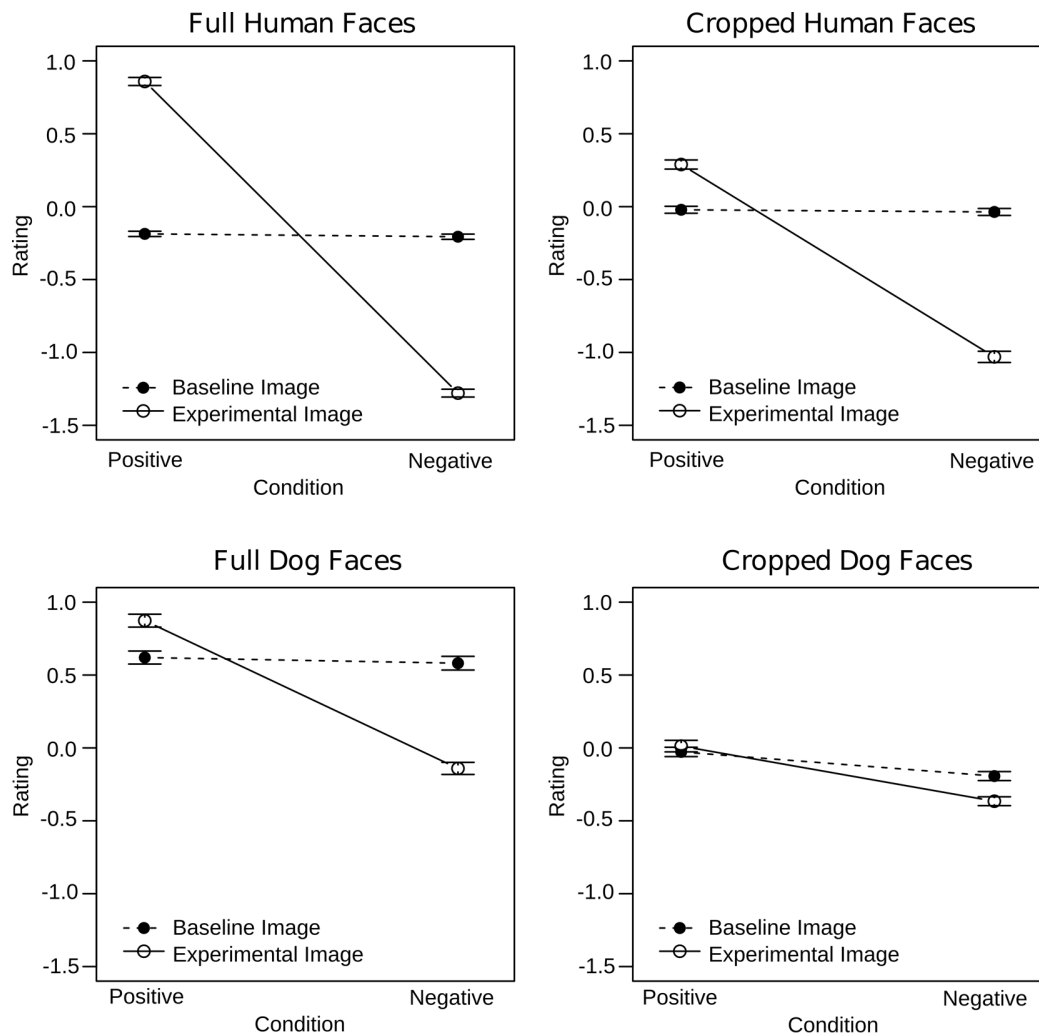 Full Human Faces
1.0
0.5
0.0
-0.5
-1.0
-1.5
Rating
Baseline Image
Experimental Image
Positive
Negative
Condition
Cropped Human Faces
1.0
0.5
0.0
-0.5
-1.0
-1.5
Rating
Baseline Image
Experimental Image
Positive
Negative
Condition
Full Dog Faces
1.0
0.5
0.0
-0.5
-1.0
-1.5
Rating
Baseline Image
Experimental Image
Positive
Negative
Condition
Cropped Dog Faces
1.0
0.5
0.0
-0.5
-1.0
-1.5
Rating
Baseline Image
Experimental Image
Positive
Negative
Condition